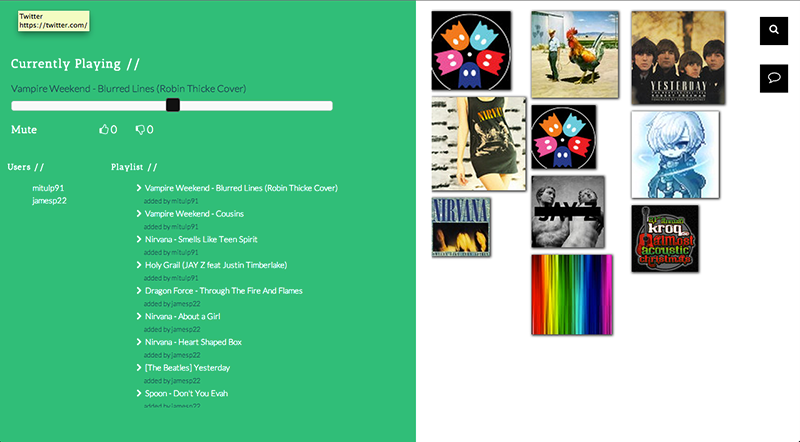 Twitter
https://twitter.com/
Currently Playing //
Vampire Weekend - Blurred Lines (Robin Thicke Cover)
Mute 0 0
Users //
mitulp91
jamesp22
Playlist //
Vampire Weekend - Blurred Lines (Robin Thicke Cover)
added by mitulp91
Vampire Weekend - Cousins
added by mitulp91
Nirvana - Smells Like Teen Spirit
added by mitulp91
Holy Grail (JAY Z feat Justin Timberlake)
added by mitulp91
Dragon Force - Through The Fire And Flames
added by jamesp22
Nirvana - About a Girl
added by jamesp22
Nirvana - Heart Shaped Box
added by jamesp22
[The Beatles] Yesterday
added by jamesp22
Spoon - Don't You Evah
added by jamesp22
YESTERDAY
NIRVANA
NIRVANA
JAY Z
kroq
almost
acoustic
christmas